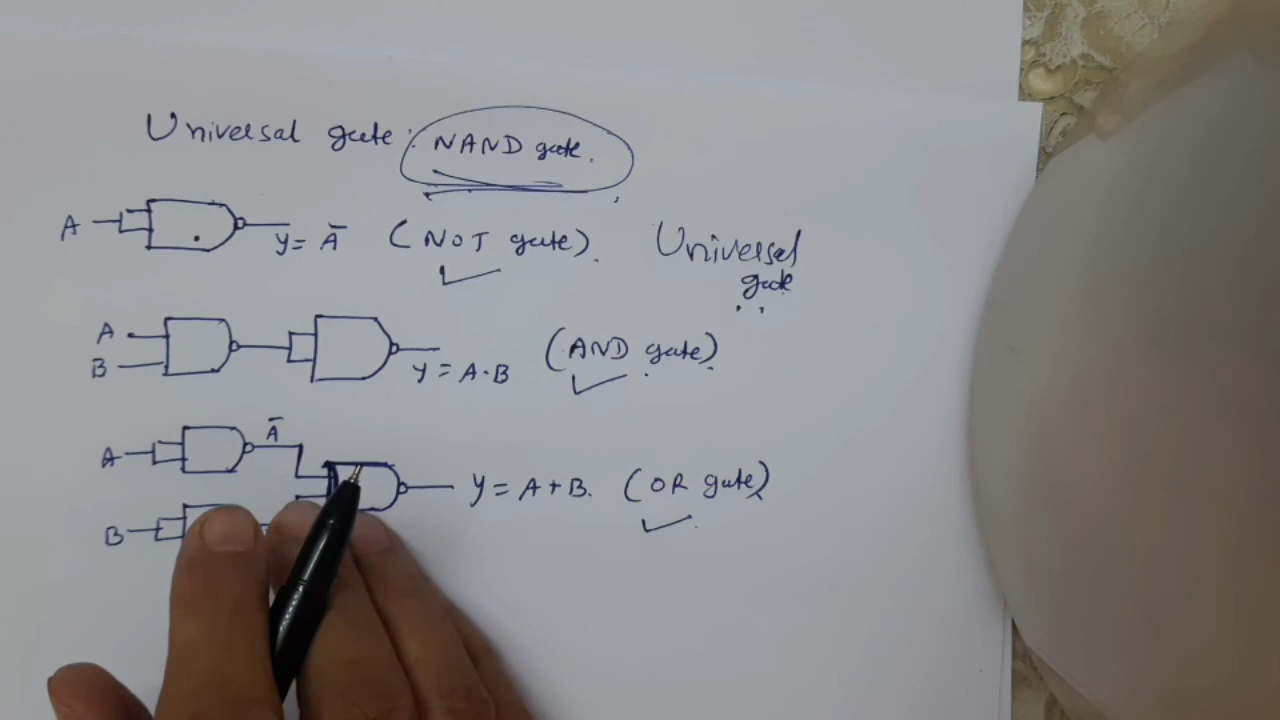 Universal gate: NAND gate.
A y = Ā (NOT gate). Universal
gate
A
B y = A·B (AND gate)
Ā
A y = A+B. (OR gate)
B